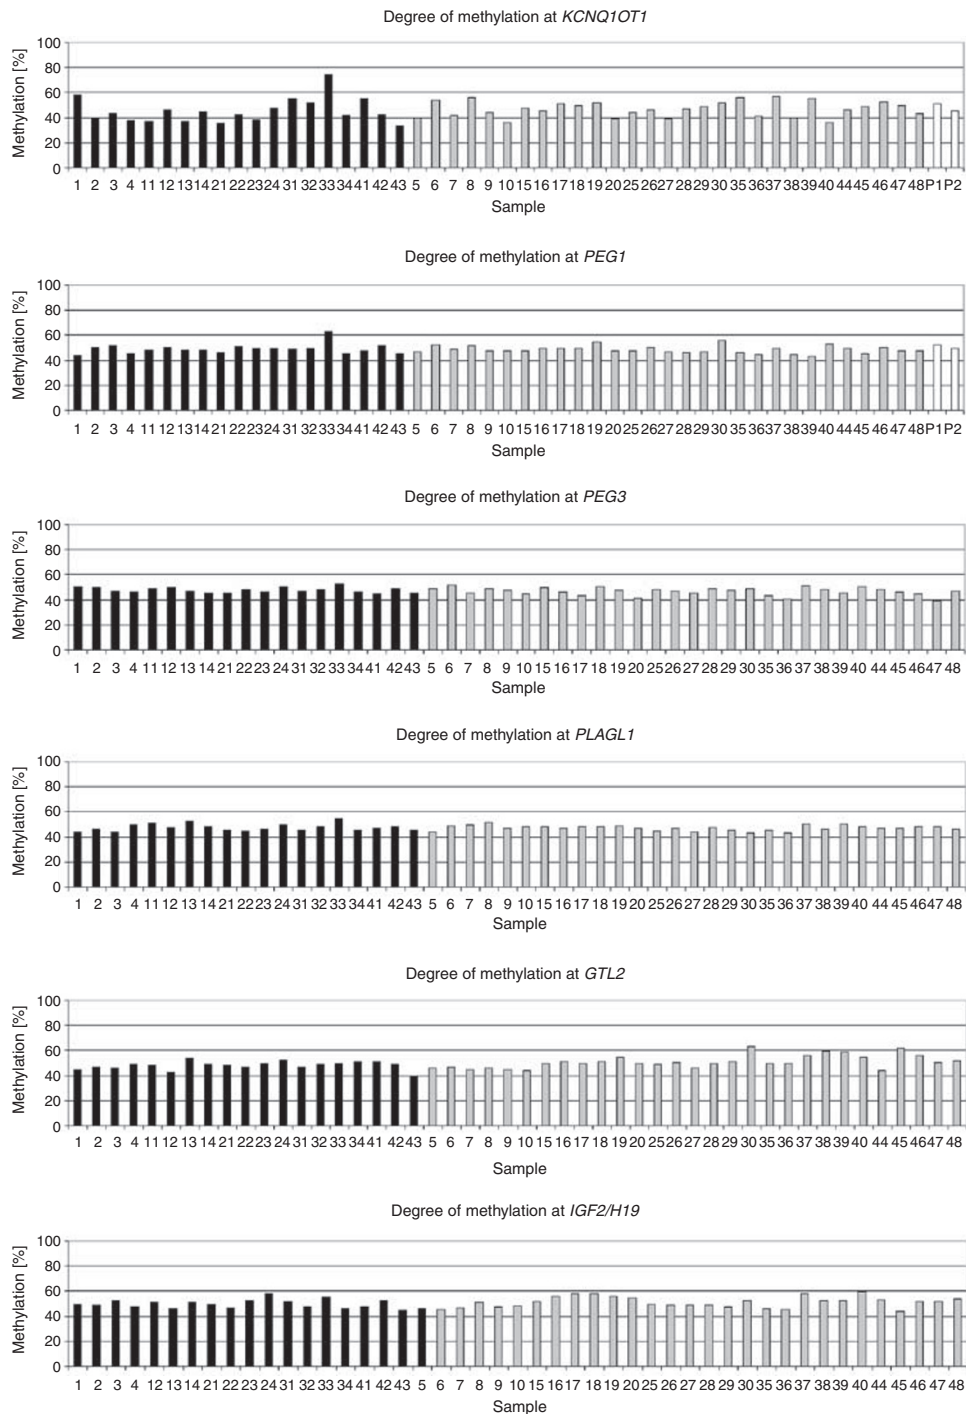 Degree of methylation at KCNQ1OT1
Methylation [%]
100
80
60
40
20
0
1 2 3 4 11 12 13 14 21 22 23 24 31 32 33 34 41 42 43 5 6 7 8 9 10 15 16 17 18 19 20 25 26 27 28 29 30 35 36 37 38 39 40 44 45 46 47 48 P1 P2
Sample
Degree of methylation at PEG1
Methylation [%]
100
80
60
40
20
0
1 2 3 4 11 12 13 14 21 22 23 24 31 32 33 34 41 42 43 5 6 7 8 9 10 15 16 17 18 19 20 25 26 27 28 29 30 35 36 37 38 39 40 44 45 46 47 48 P1 P2
Sample
Degree of methylation at PEG3
Methylation [%]
100
80
60
40
20
0
1 2 3 4 11 12 13 14 21 22 23 24 31 32 33 34 41 42 43 5 6 7 8 9 10 15 16 17 18 19 20 25 26 27 28 29 30 35 36 37 38 39 40 44 45 46 47 48
Sample
Degree of methylation at PLAGL1
Methylation [%]
100
80
60
40
20
0
1 2 3 4 11 12 13 14 21 22 23 24 31 32 33 34 41 42 43 5 6 7 8 9 10 15 16 17 18 19 20 25 26 27 28 29 30 35 36 37 38 39 40 44 45 46 47 48
Sample
Degree of methylation at GTL2
Methylation [%]
100
80
60
40
20
0
1 2 3 4 11 12 13 14 21 22 23 24 31 32 33 34 41 42 43 5 6 7 8 9 10 15 16 17 18 19 20 25 26 27 28 29 30 35 36 37 38 39 40 44 45 46 47 48
Sample
Degree of methylation at IGF2/H19
Methylation [%]
100
80
60
40
20
0
1 2 3 4 12 13 14 21 22 23 24 31 32 33 34 41 42 43 5 6 7 8 9 10 15 16 17 18 19 20 25 26 27 28 29 30 35 36 37 38 39 40 44 45 46 47 48
Sample